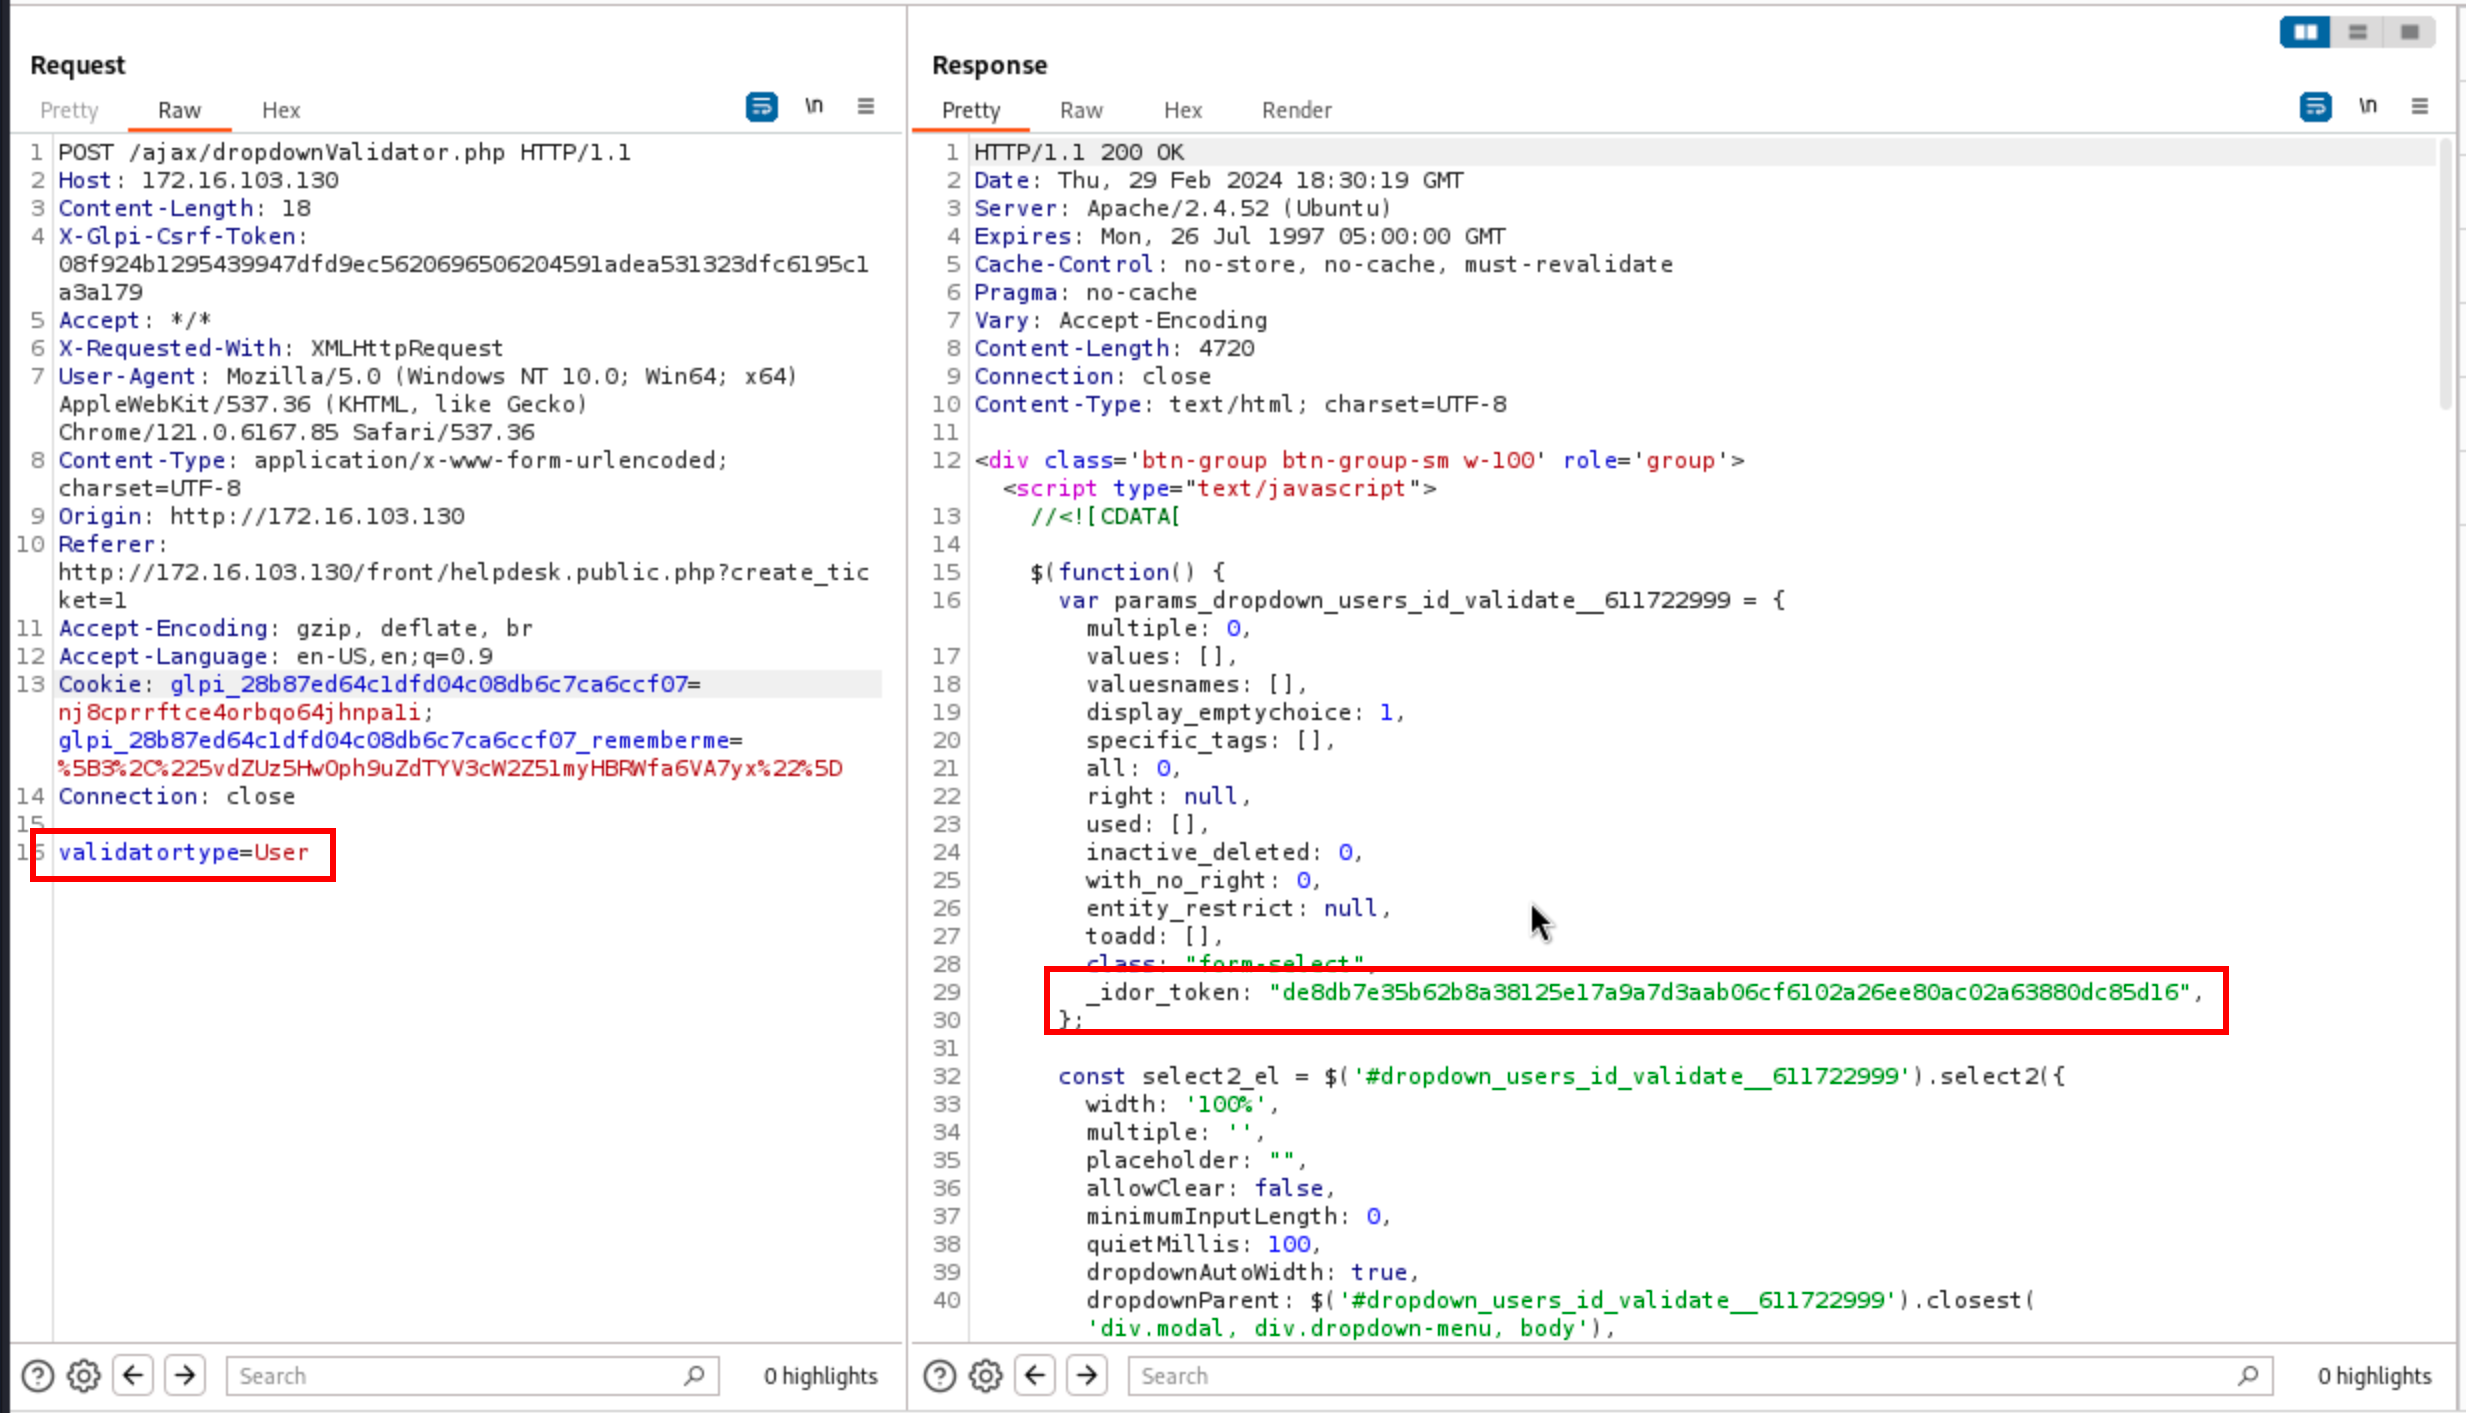 Request
Pretty Raw Hex
\n
1 POST /ajax/dropdownValidator.php HTTP/1.1
2 Host: 172.16.103.130
3 Content-Length: 18
4 X-Glpi-Csrf-Token:
08f924b1295439947dfd9ec5620696506204591adea531323dfc6195c1
a3a179
5 Accept: */*
6 X-Requested-With: XMLHttpRequest
7 User-Agent: Mozilla/5.0 (Windows NT 10.0; Win64; x64)
AppleWebKit/537.36 (KHTML, like Gecko)
Chrome/121.0.6167.85 Safari/537.36
8 Content-Type: application/x-www-form-urlencoded;
charset=UTF-8
9 Origin: http://172.16.103.130
10 Referer:
http://172.16.103.130/front/helpdesk.public.php?create_tic
ket=1
11 Accept-Encoding: gzip, deflate, br
12 Accept-Language: en-US,en;q=0.9
13 Cookie: glpi_28b87ed64c1dfd04c08db6c7ca6ccf07=
nj8cprrftce4orbqo64jhnpali;
glpi_28b87ed64c1dfd04c08db6c7ca6ccf07_rememberme=
%5B3%2C%225vdZUz5HwOph9uZdTYV3cW2Z5lmyHBRWfa6VA7yx%22%5D
14 Connection: close
15
16 validatortype=User
Search
0 highlights
Response
Pretty Raw Hex Render
\n
1 HTTP/1.1 200 OK
2 Date: Thu, 29 Feb 2024 18:30:19 GMT
3 Server: Apache/2.4.52 (Ubuntu)
4 Expires: Mon, 26 Jul 1997 05:00:00 GMT
5 Cache-Control: no-store, no-cache, must-revalidate
6 Pragma: no-cache
7 Vary: Accept-Encoding
8 Content-Length: 4720
9 Connection: close
10 Content-Type: text/html; charset=UTF-8
11
12 <div class='btn-group btn-group-sm w-100' role='group'>
<script type="text/javascript">
13 //<![CDATA[
14
15 $(function() {
16 var params_dropdown_users_id_validate__611722999 = {
multiple: 0,
17 values: [],
18 valuesnames: [],
19 display_emptychoice: 1,
20 specific_tags: [],
21 all: 0,
22 right: null,
23 used: [],
24 inactive_deleted: 0,
25 with_no_right: 0,
26 entity_restrict: null,
27 toadd: [],
28 class: "form-select",
29 _idor_token: "de8db7e35b62b8a38125e17a9a7d3aab06cf6102a26ee80ac02a63880dc85d16",
30 };
31
32 const select2_el = $('#dropdown_users_id_validate__611722999').select2({
33 width: '100%',
34 multiple: '',
35 placeholder: "",
36 allowClear: false,
37 minimumInputLength: 0,
38 quietMillis: 100,
39 dropdownAutoWidth: true,
40 dropdownParent: $('#dropdown_users_id_validate__611722999').closest(
'div.modal, div.dropdown-menu, body'),
Search
0 highlights